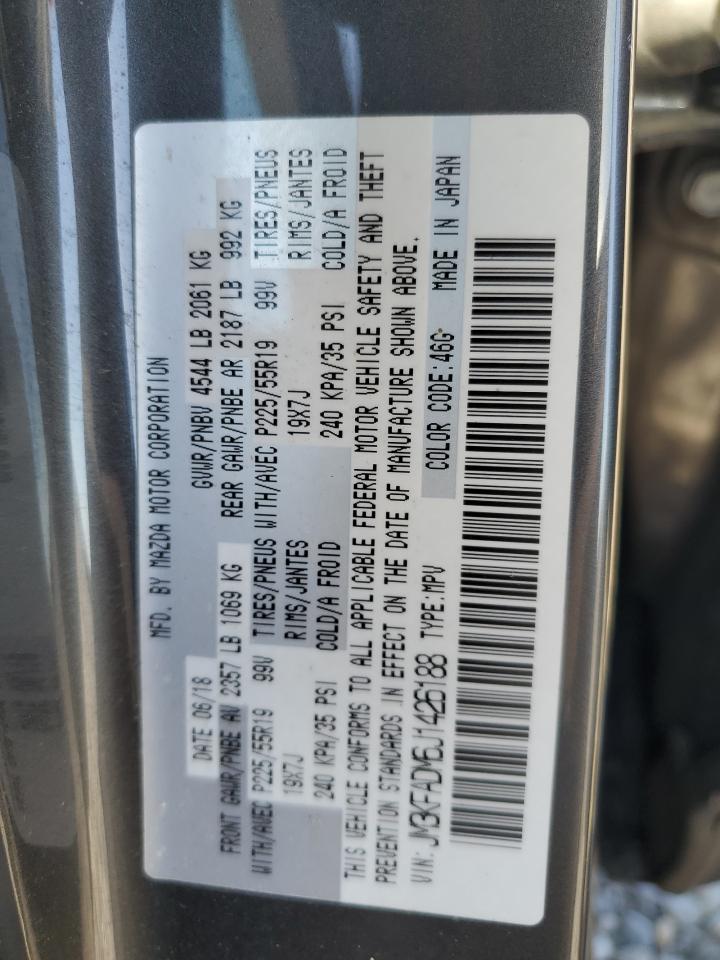 MFD. BY MAZDA MOTOR CORPORATION
DATE 06/18 GVWR/PNBV 4544 LB 2061 KG
FRONT GAWR/PNBE AV 2357 LB 1069 KG REAR GAWR/PNBE AR 2187 LB 992 KG
WITH/AVEC P225/55R19 99V TIRES/PNEUS WITH/AVEC P225/55R19 99V TIRES/PNEUS
19X7J RIMS/JANTES 19X7J RIMS/JANTES
240 KPA/35 PSI COLD/A FROID 240 KPA/35 PSI COLD/A FROID
THIS VEHICLE CONFORMS TO ALL APPLICABLE FEDERAL MOTOR VEHICLE SAFETY AND THEFT
PREVENTION STANDARDS IN EFFECT ON THE DATE OF MANUFACTURE SHOWN ABOVE.
VIN: JM3KFADM6J1426188 TYPE:MPV COLOR CODE:46G MADE IN JAPAN